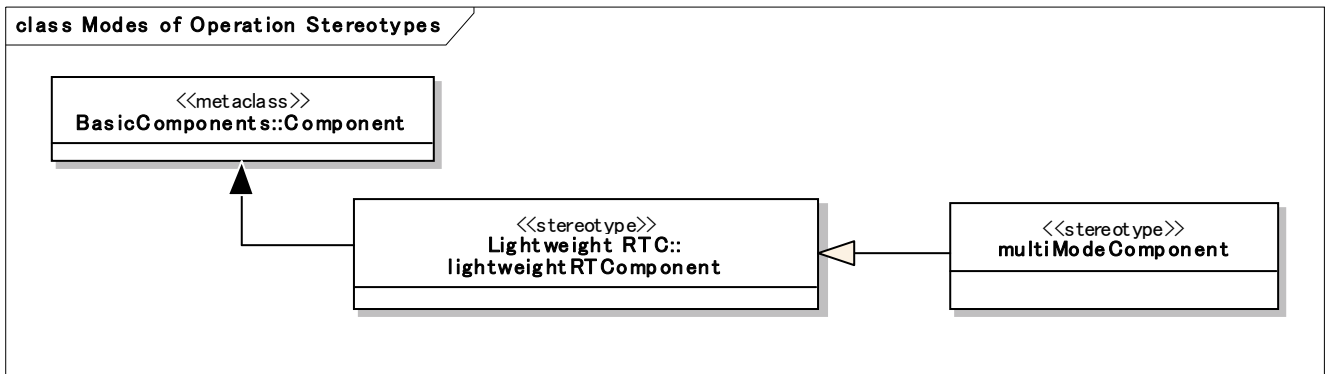 class Modes of Operation Stereotypes
<<metaclass>>
BasicComponents::Component
<<stereotype>>
Lightweight RTC::
lightweightRTComponent
<<stereotype>>
multiModeComponent